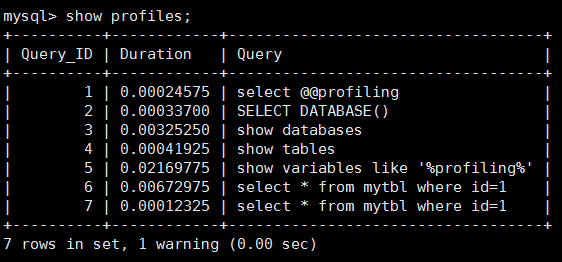 mysql> show profiles;
+----------+------------+-----------------------------------+
| Query_ID | Duration   | Query                             |
+----------+------------+-----------------------------------+
|        1 | 0.00024575 | select @@profiling                |
|        2 | 0.00033700 | SELECT DATABASE()                 |
|        3 | 0.00325250 | show databases                    |
|        4 | 0.00041925 | show tables                       |
|        5 | 0.02169775 | show variables like '%profiling%' |
|        6 | 0.00672975 | select * from mytbl where id=1    |
|        7 | 0.00012325 | select * from mytbl where id=1    |
+----------+------------+-----------------------------------+
7 rows in set, 1 warning (0.00 sec)